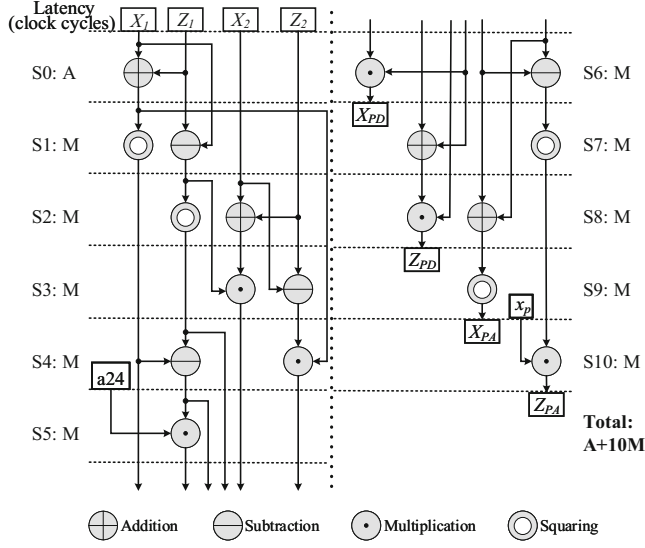 Latency
(clock cycles)
X1 Z1 X2 Z2
S0: A
S1: M
S2: M
S3: M
S4: M
a24
S5: M
S6: M
XPD
S7: M
S8: M
ZPD
S9: M
xp
XPA
S10: M
ZPA
Total:
A+10M
Addition Subtraction Multiplication Squaring